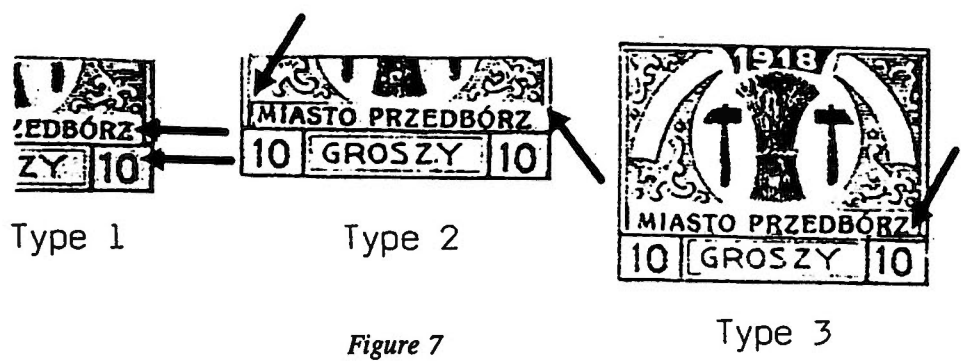 ZEDBÓRZ
ZY 10
Type 1
MIASTO PRZEDBÓRZ
10 GROSZY 10
Type 2
1918
MIASTO PRZEDBÓRZ
10 GROSZY 10
Type 3
Figure 7